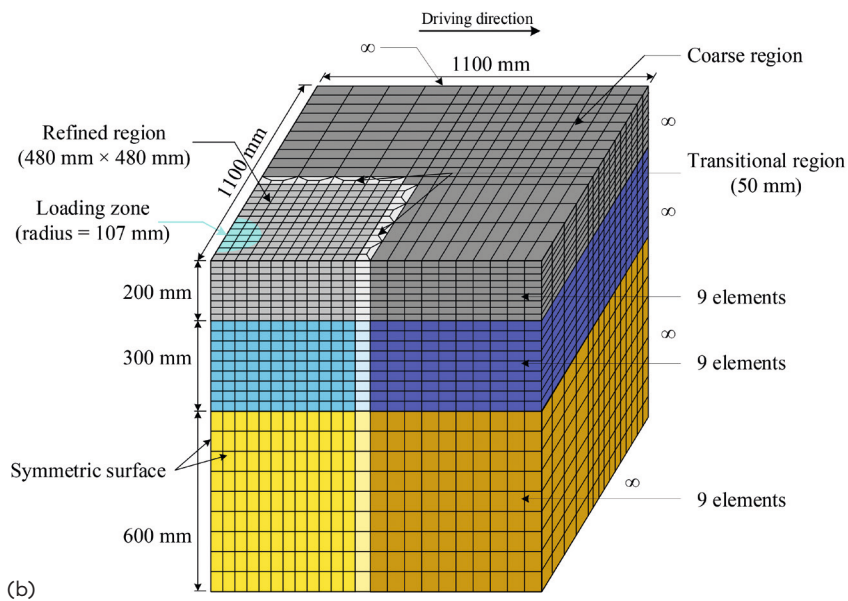 Driving direction
∞
1100 mm
Coarse region
Refined region
(480 mm × 480 mm)
∞
1100 mm
Transitional region
(50 mm)
Loading zone
(radius = 107 mm)
∞
200 mm
9 elements
∞
300 mm
9 elements
Symmetric surface
∞
9 elements
600 mm
(b)